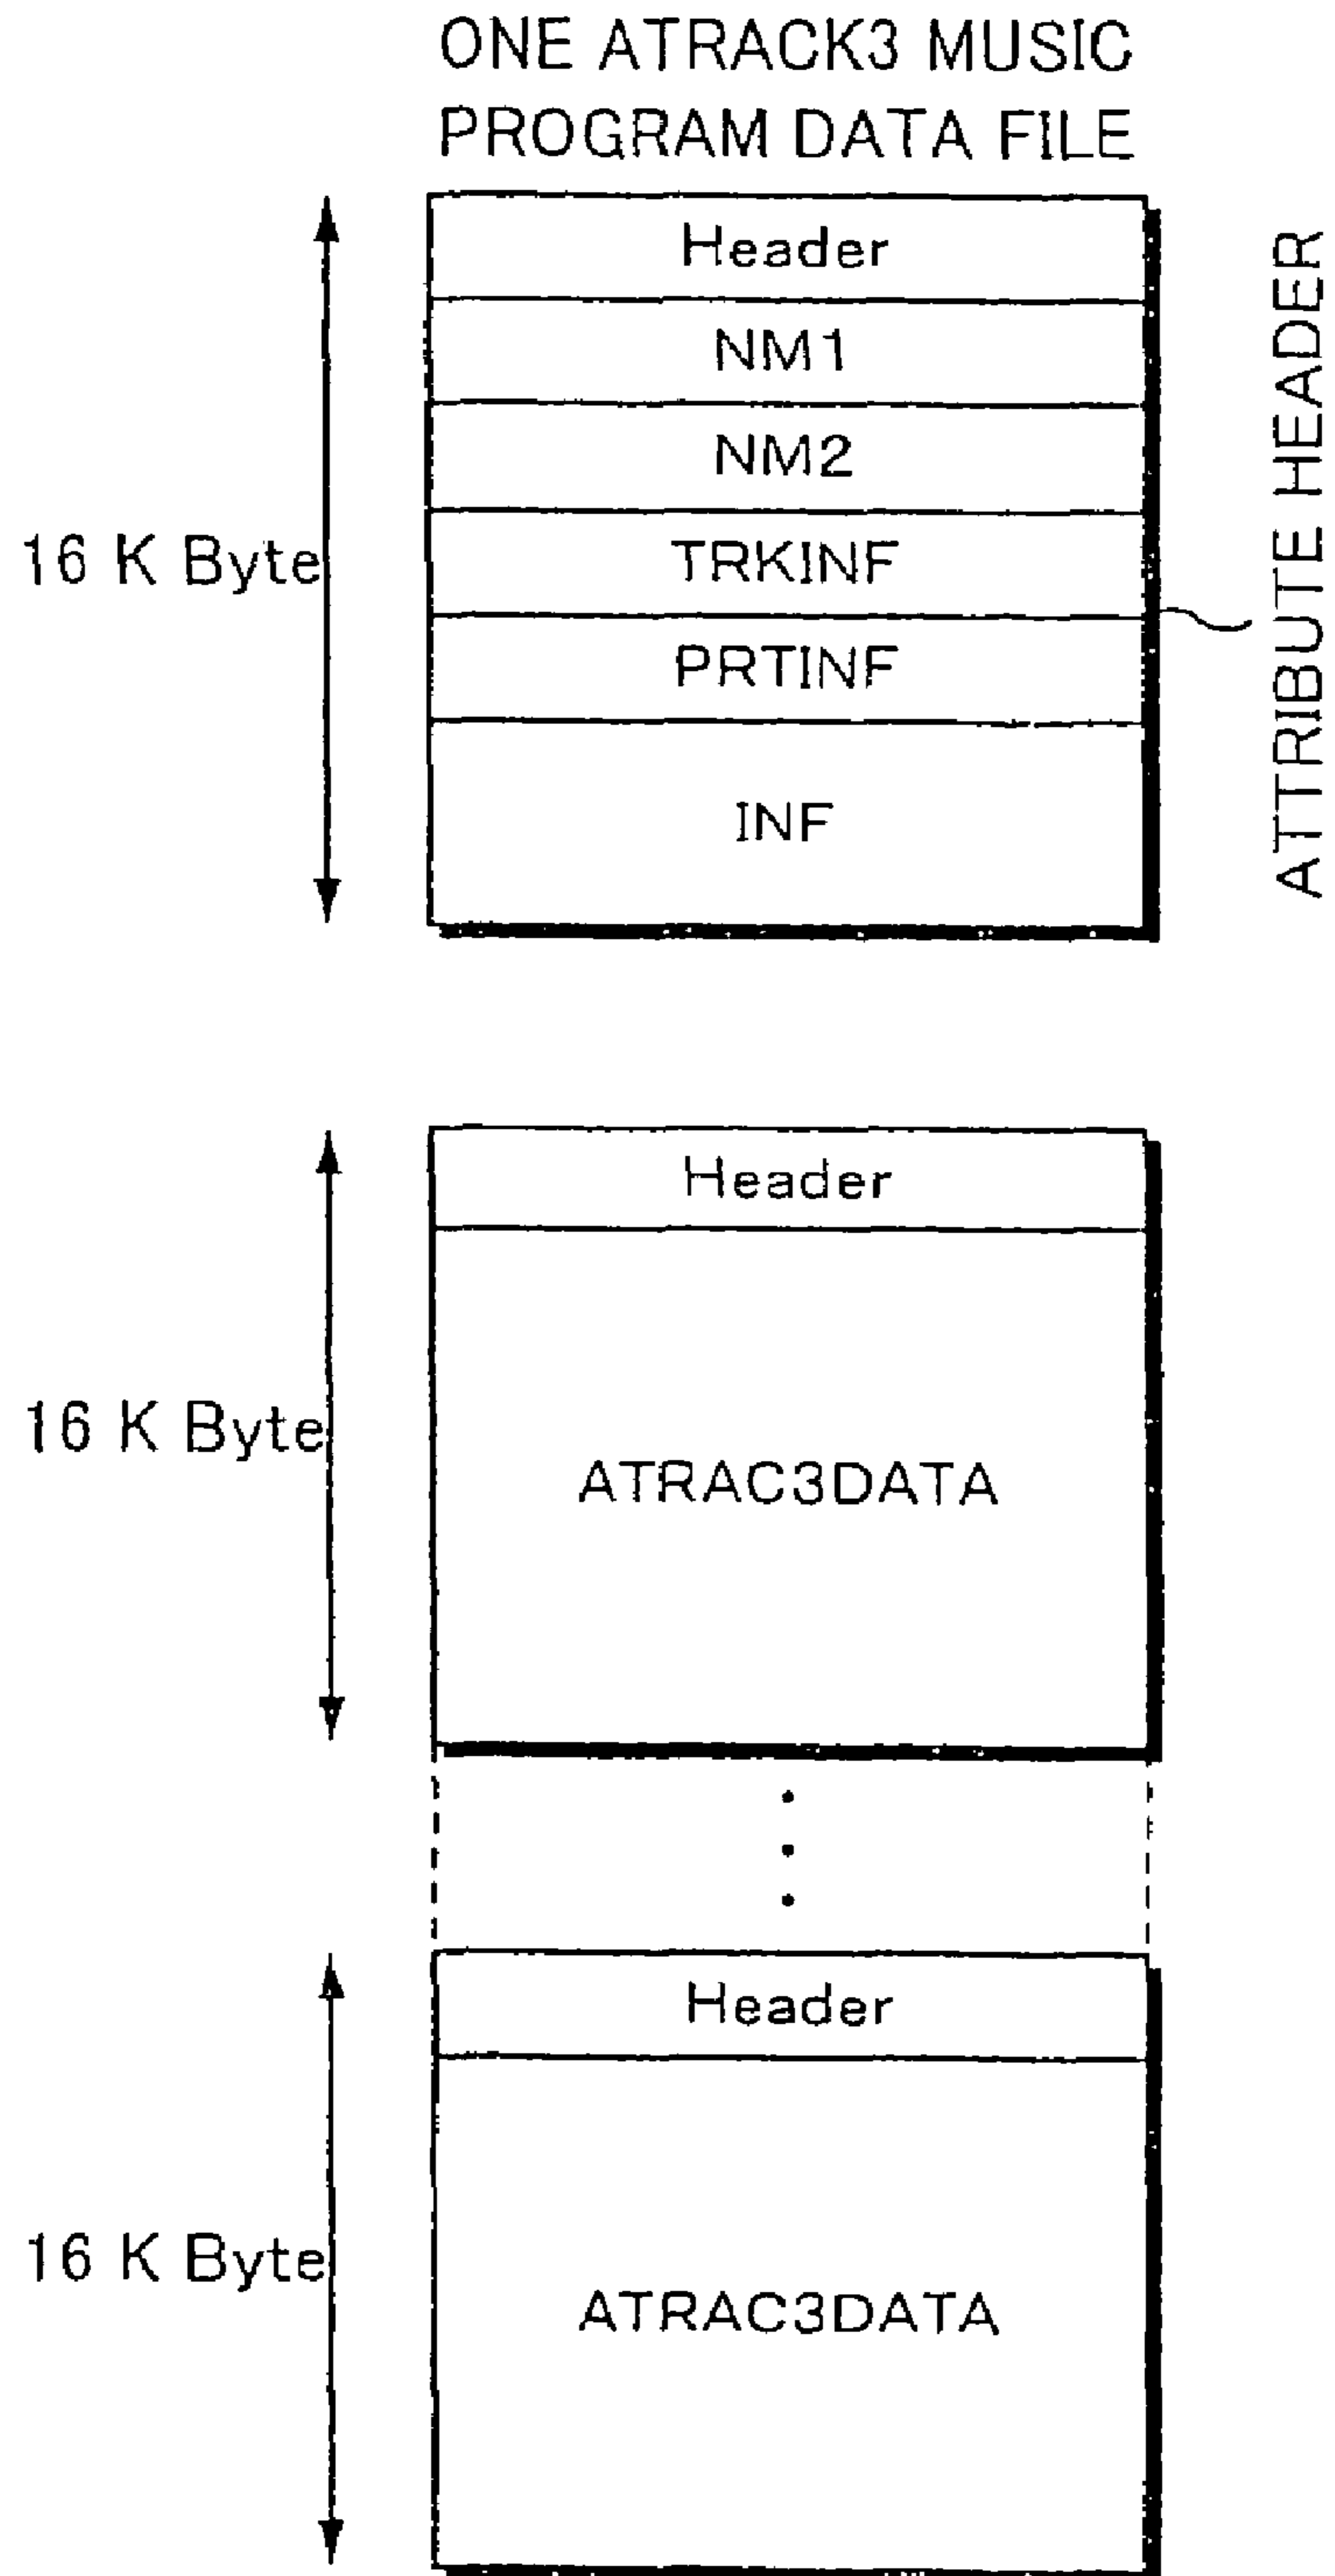 ONE ATRACK3 MUSIC
PROGRAM DATA FILE
Header
NM1
NM2
TRKINF
PRTINF
INF
16 K Byte
ATTRIBUTE HEADER
Header
ATRAC3DATA
16 K Byte
Header
ATRAC3DATA
16 K Byte